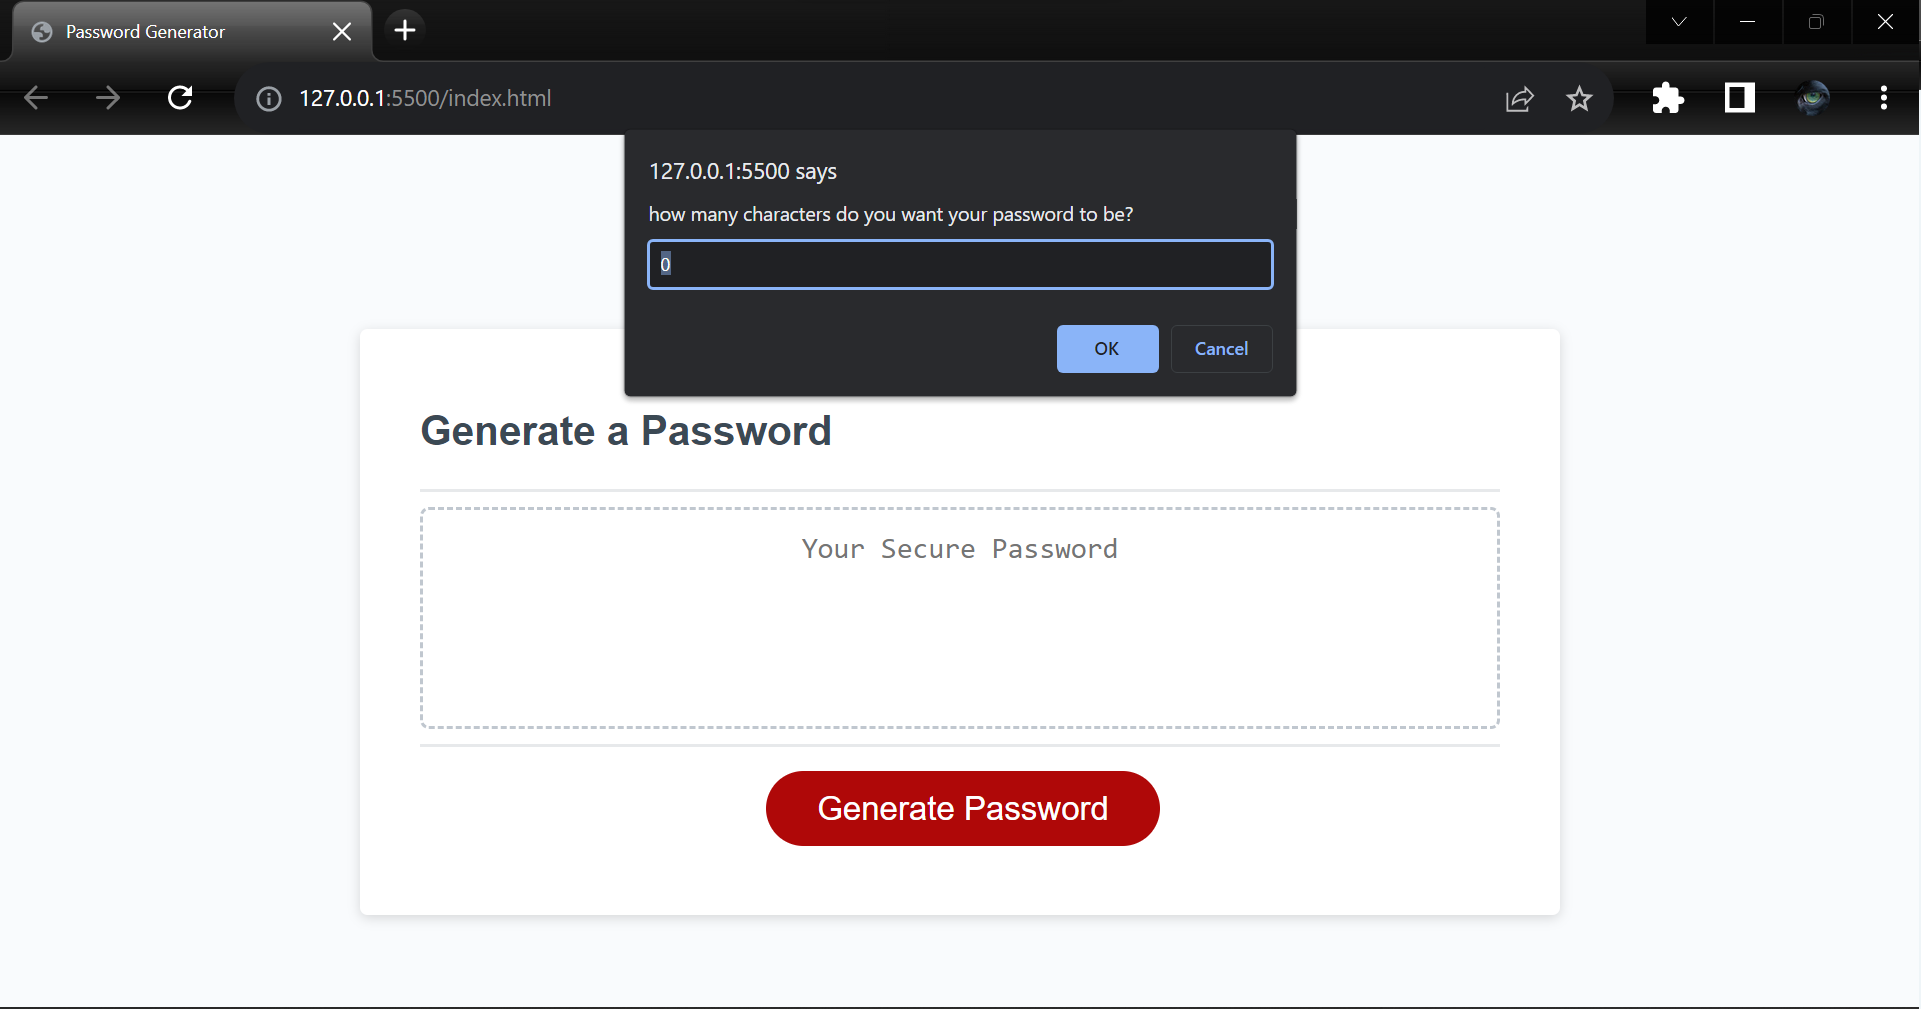 Password Generator
127.0.0.1:5500/index.html
127.0.0.1:5500 says
how many characters do you want your password to be?
0
OK Cancel
Generate a Password
Your Secure Password
Generate Password